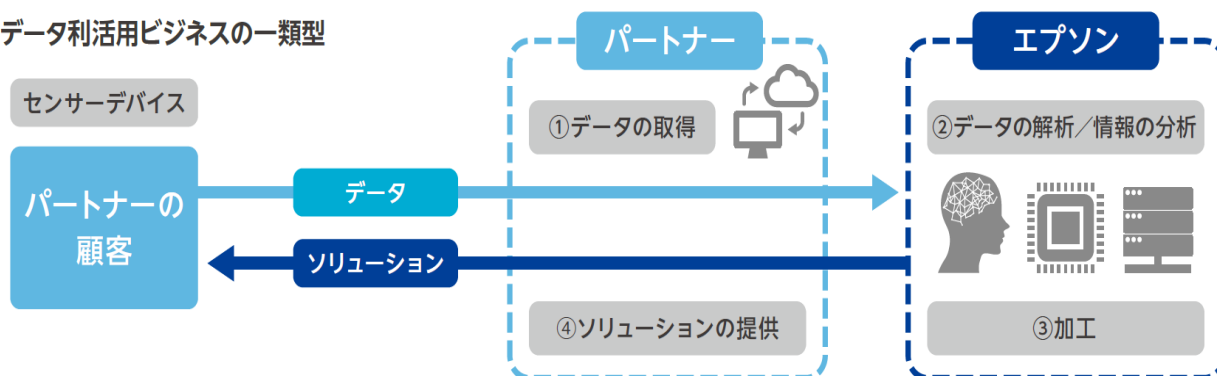 データ利活用ビジネスの一類型
パートナー
エプソン
センサーデバイス
①データの取得
②データの解析／情報の分析
パートナーの
顧客
データ
ソリューション
④ソリューションの提供
③加工